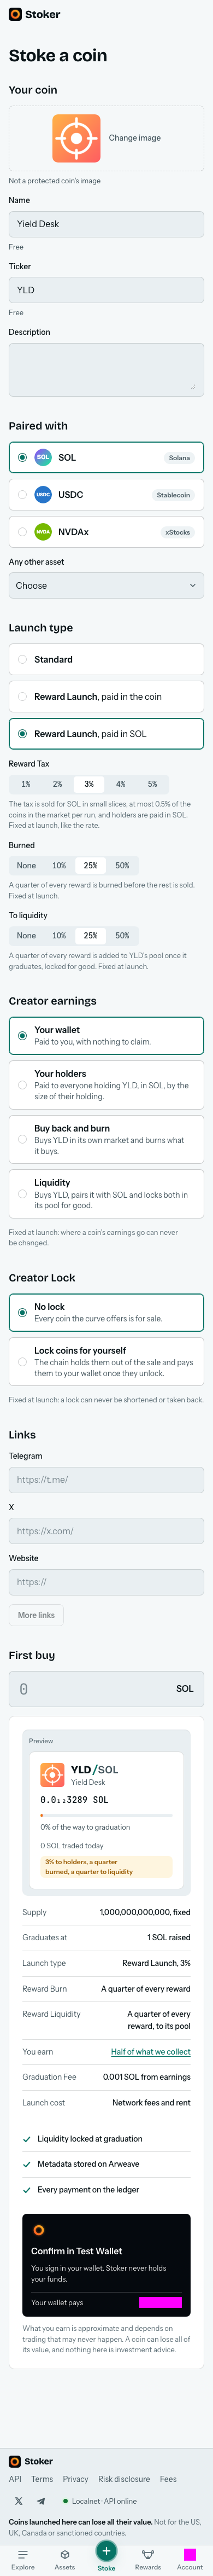 Stoker
Stoke a coin
Your coin
Change image
Not a protected coin's image
Name
Yield Desk
Free
Ticker
YLD
Free
Description
Paired with
SOL
SOL
Solana
USDC
USDC
Stablecoin
NVDA
NVDAx
xStocks
Any other asset
Choose
Launch type
Standard
Reward Launch, paid in the coin
Reward Launch, paid in SOL
Reward Tax
1% 2% 3% 4% 5%
The tax is sold for SOL in small slices, at most 0.5% of the
coins in the market per run, and holders are paid in SOL.
Fixed at launch, like the rate.
Burned
None 10% 25% 50%
A quarter of every reward is burned before the rest is sold.
Fixed at launch.
To liquidity
None 10% 25% 50%
A quarter of every reward is added to YLD's pool once it
graduates, locked for good. Fixed at launch.
Creator earnings
Your wallet
Paid to you, with nothing to claim.
Your holders
Paid to everyone holding YLD, in SOL, by the
size of their holding.
Buy back and burn
Buys YLD in its own market and burns what
it buys.
Liquidity
Buys YLD, pairs it with SOL and locks both in
its pool for good.
Fixed at launch: where a coin's earnings go can never
be changed.
Creator Lock
No lock
Every coin the curve offers is for sale.
Lock coins for yourself
The chain holds them out of the sale and pays
them to your wallet once they unlock.
Fixed at launch: a lock can never be shortened or taken back.
Links
Telegram
https://t.me/
X
https://x.com/
Website
https://
More links
First buy
0
SOL
Preview
YLD/SOL
Yield Desk
0.0₁₂3289 SOL
0% of the way to graduation
0 SOL traded today
3% to holders, a quarter
burned, a quarter to liquidity
Supply 1,000,000,000,000, fixed
Graduates at 1 SOL raised
Launch type Reward Launch, 3%
Reward Burn A quarter of every reward
Reward Liquidity A quarter of every
reward, to its pool
You earn Half of what we collect
Graduation Fee 0.001 SOL from earnings
Launch cost Network fees and rent
Liquidity locked at graduation
Metadata stored on Arweave
Every payment on the ledger
Confirm in Test Wallet
You sign in your wallet. Stoker never holds
your funds.
Your wallet pays
What you earn is approximate and depends on
trading that may never happen. A coin can lose all of
its value, and nothing here is investment advice.
Stoker
API Terms Privacy Risk disclosure Fees
Localnet · API online
Coins launched here can lose all their value. Not for the US,
UK, Canada or sanctioned countries.
Explore Assets Stoke Rewards Account